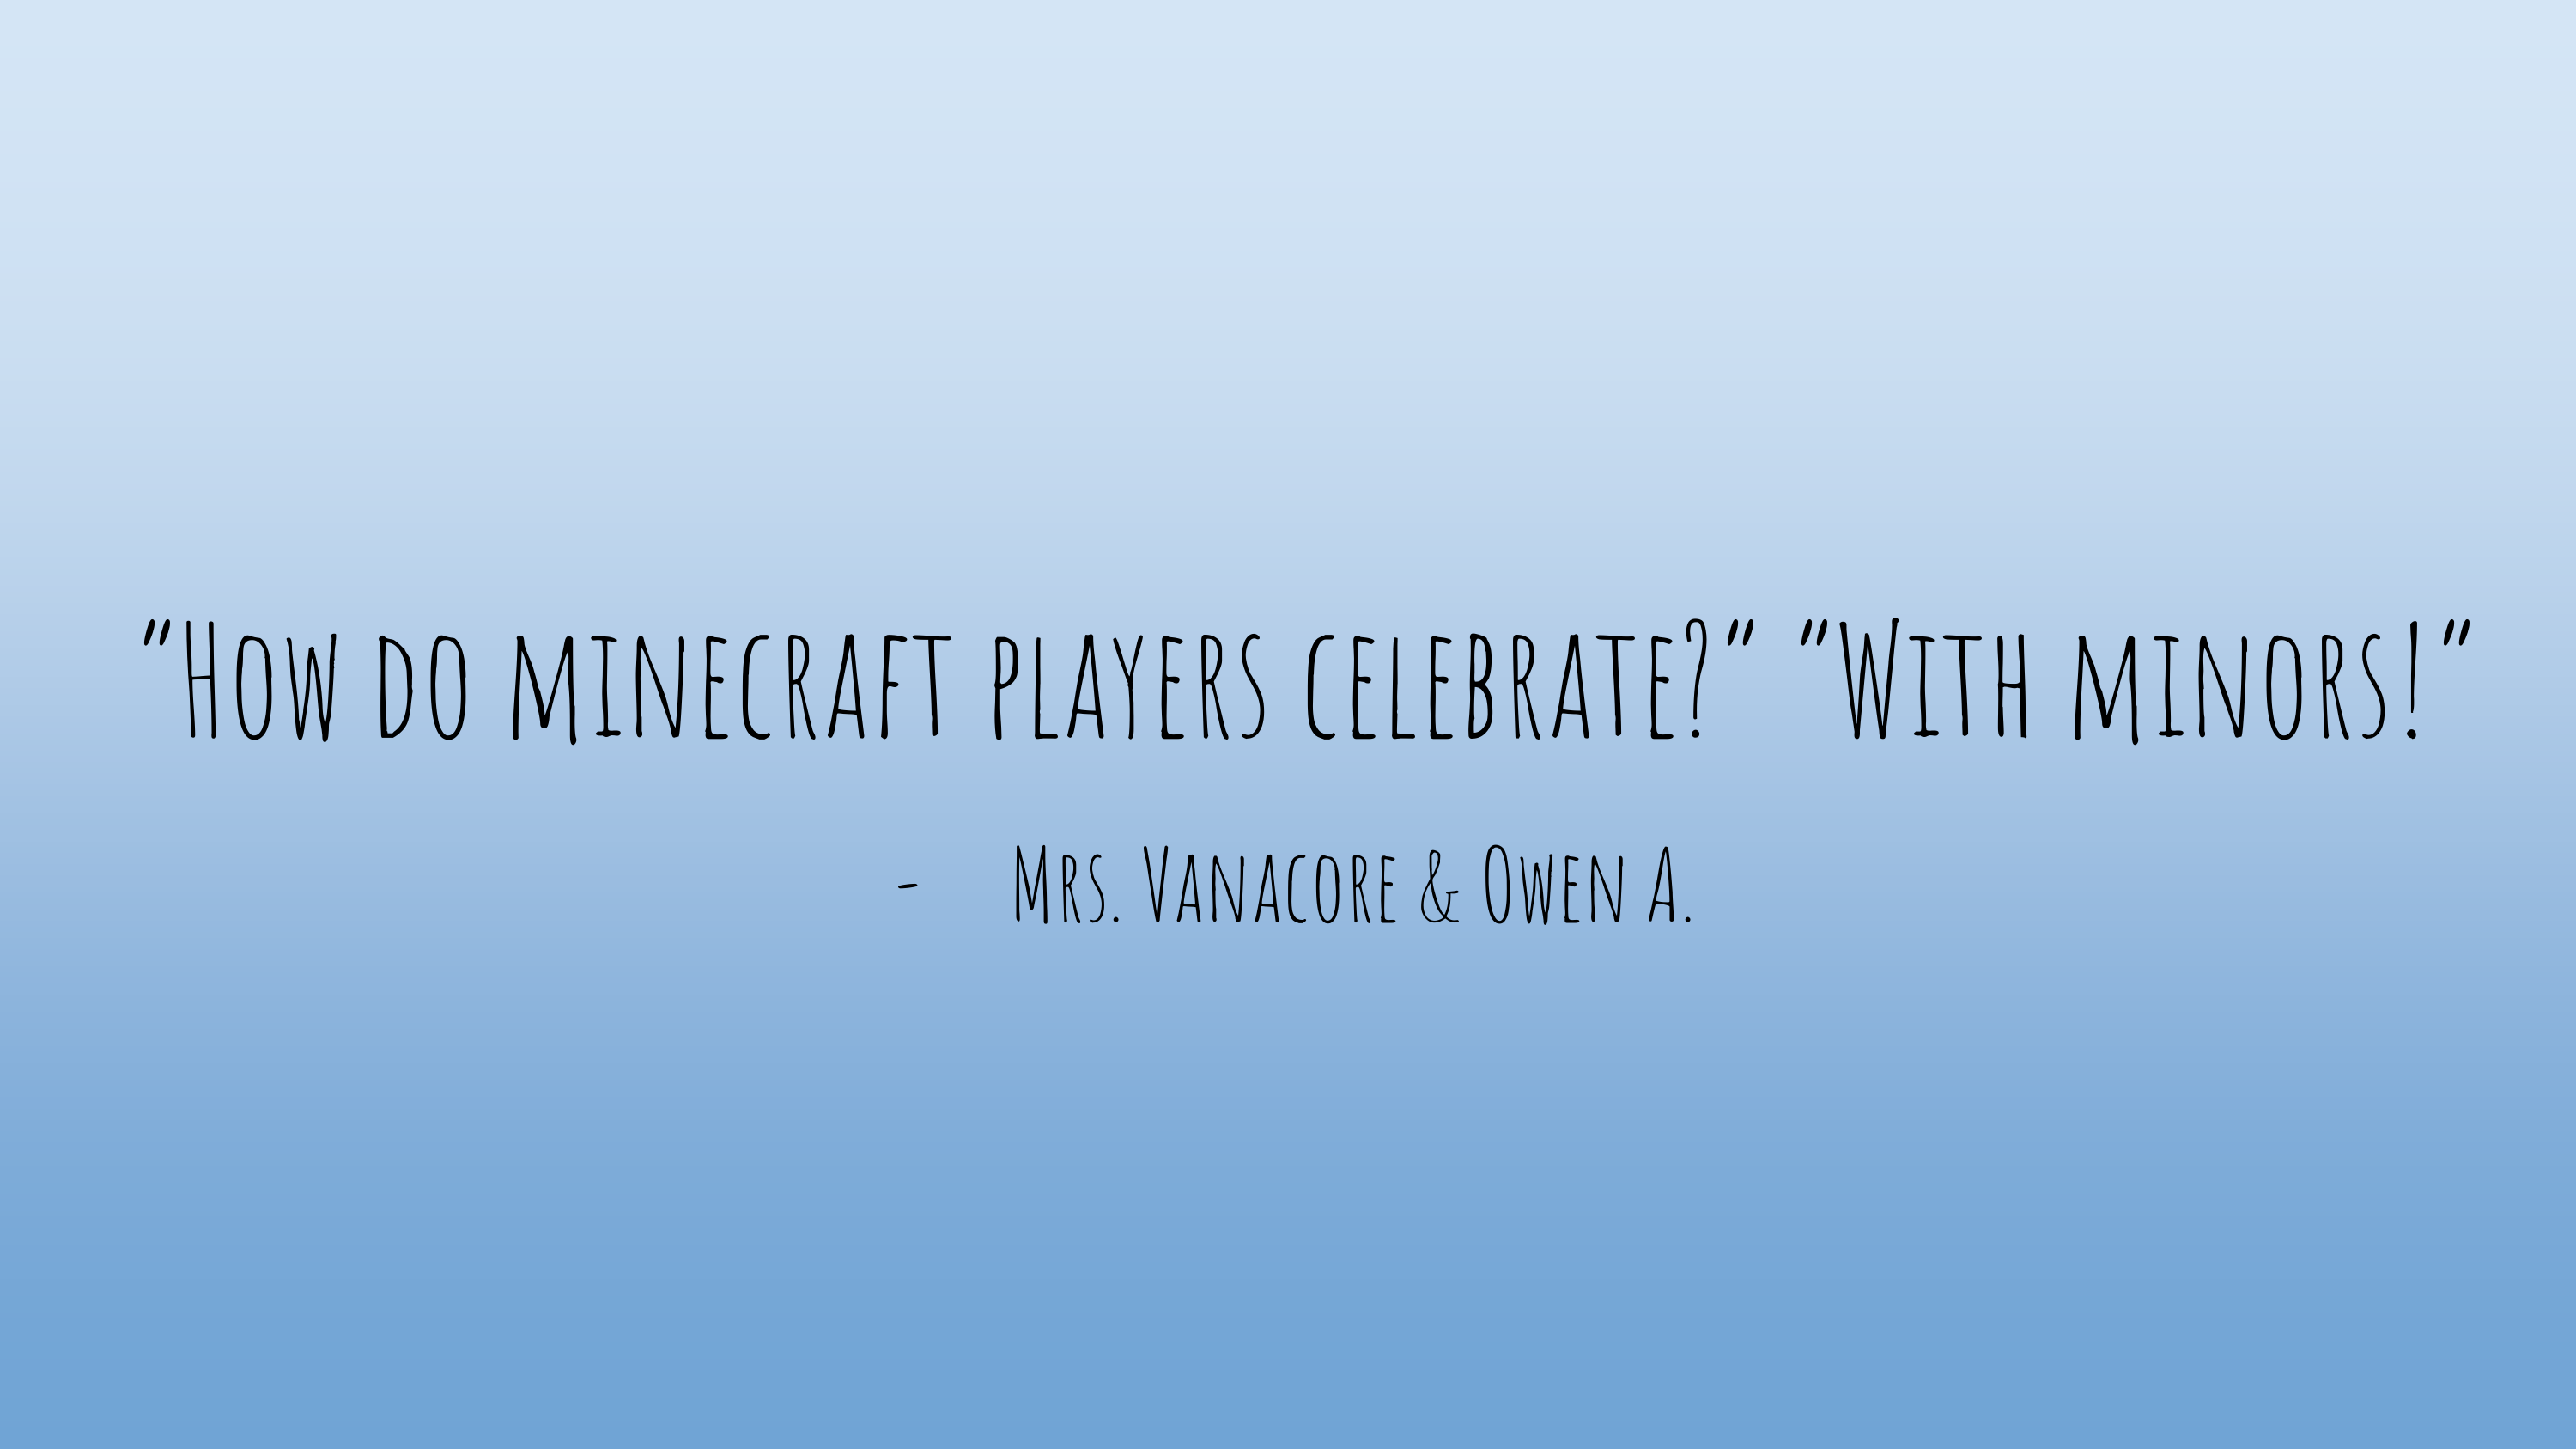 "How do minecraft players celebrate?" "With minors!"
- Mrs. Vanacore & Owen A.